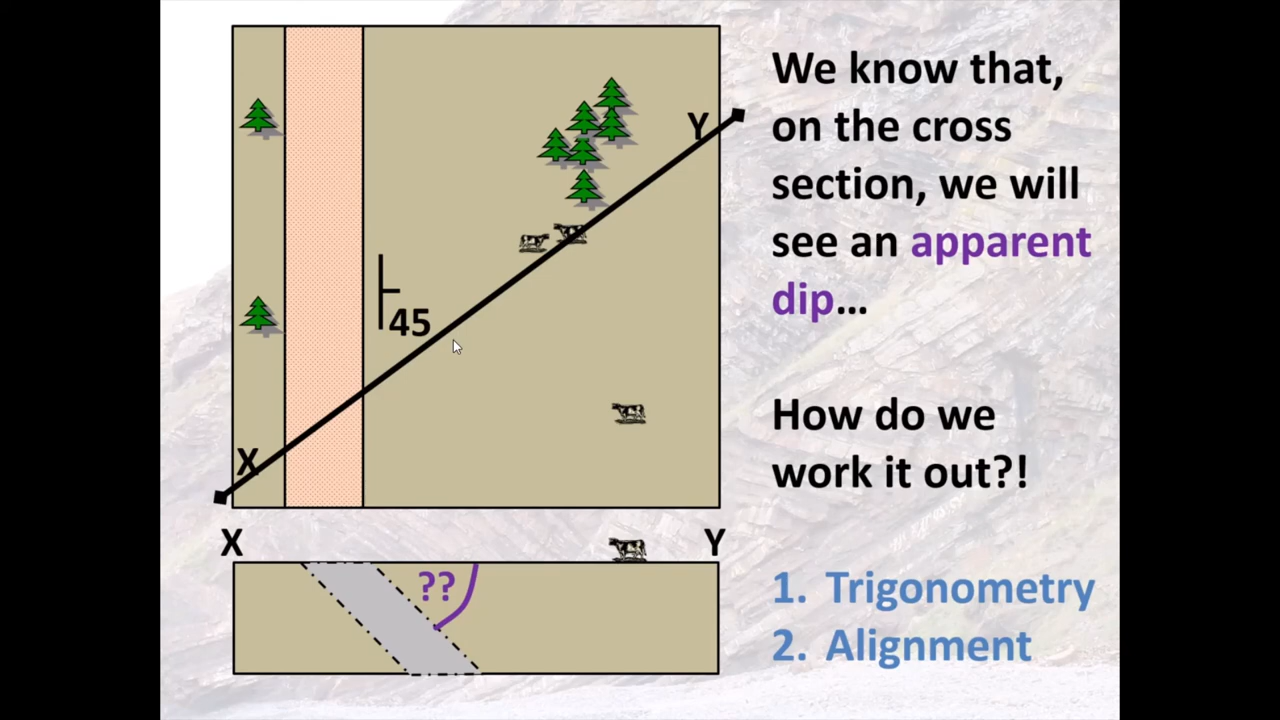 Y
45
X
X
Y
??
We know that,
on the cross
section, we will
see an apparent
dip...
How do we
work it out?!
1. Trigonometry
2. Alignment